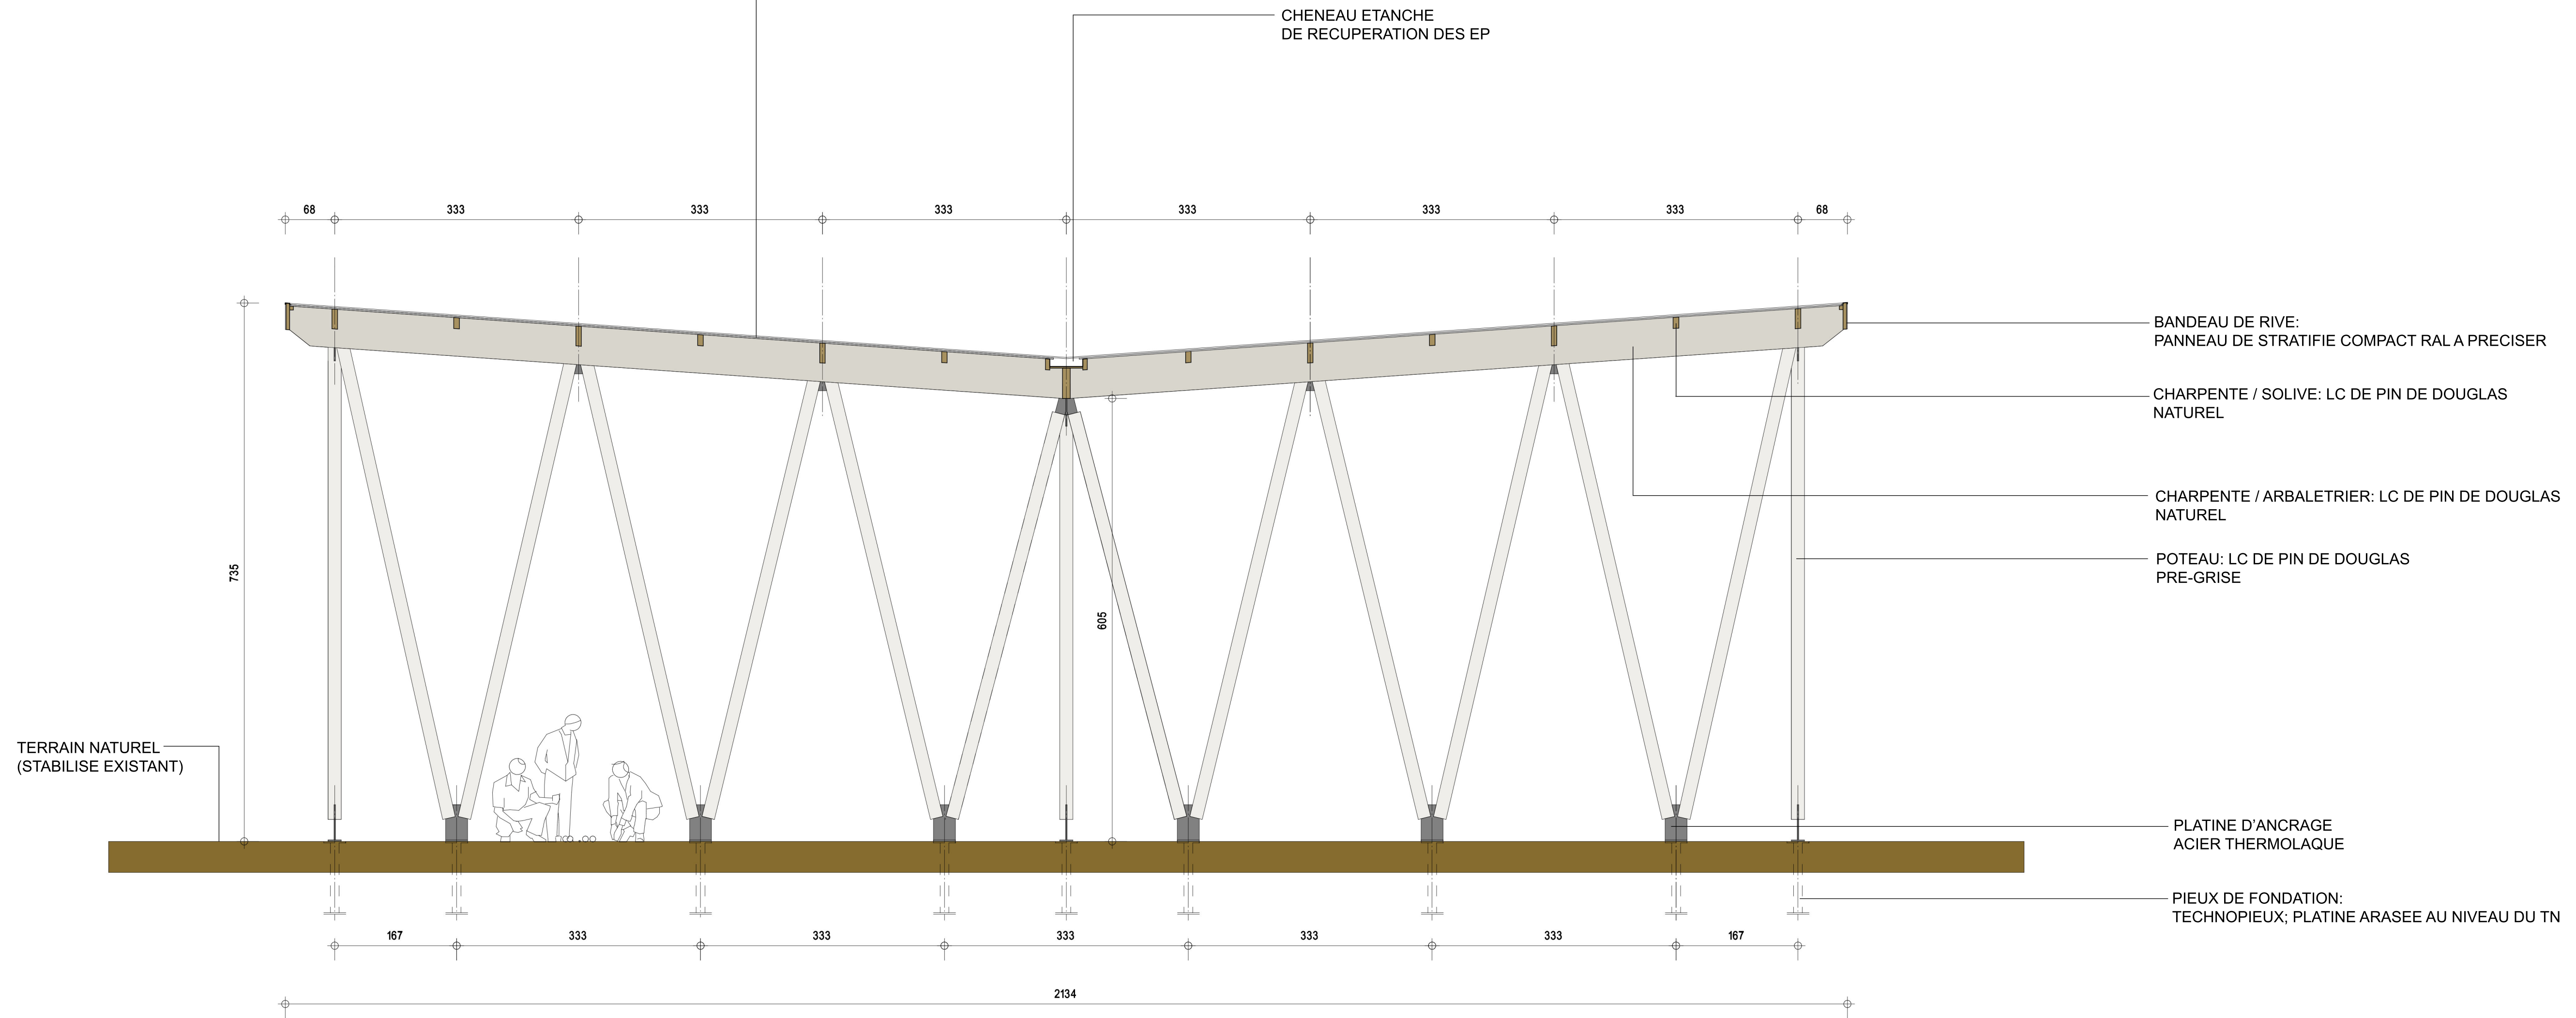 CHENEAU ETANCHE
DE RECUPERATION DES EP
68 333 333 333 333 333 333 68
BANDEAU DE RIVE:
PANNEAU DE STRATIFIE COMPACT RAL A PRECISER
CHARPENTE / SOLIVE: LC DE PIN DE DOUGLAS
NATUREL
CHARPENTE / ARBALETRIER: LC DE PIN DE DOUGLAS
NATUREL
POTEAU: LC DE PIN DE DOUGLAS
PRE-GRISE
735
605
TERRAIN NATUREL
(STABILISE EXISTANT)
PLATINE D’ANCRAGE
ACIER THERMOLAQUE
PIEUX DE FONDATION:
TECHNOPIEUX; PLATINE ARASEE AU NIVEAU DU TN
167 333 333 333 333 333 167
2134